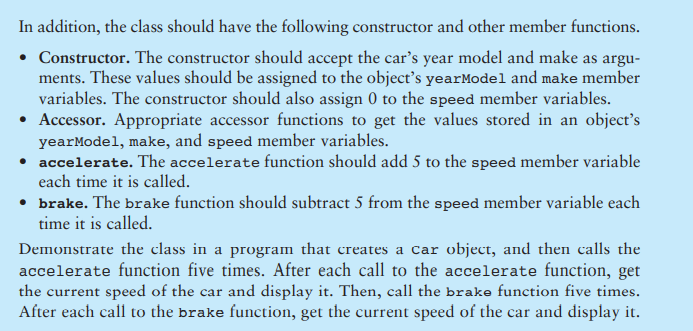 In addition, the class should have the following constructor and other member functions.
• Constructor. The constructor should accept the car's year model and make as argu-
ments. These values should be assigned to the object's yearModel and make member
variables. The constructor should also assign 0 to the speed member variables.
• Accessor. Appropriate accessor functions to get the values stored in an object's
yearModel, make, and speed member variables.
• accelerate. The accelerate function should add 5 to the speed member variable
each time it is called.
• brake. The brake function should subtract 5 from the speed member variable each
time it is called.
Demonstrate the class in a program that creates a Car object, and then calls the
accelerate function five times. After each call to the accelerate function, get
the current speed of the car and display it. Then, call the brake function five times.
After each call to the brake function, get the current speed of the car and display it.